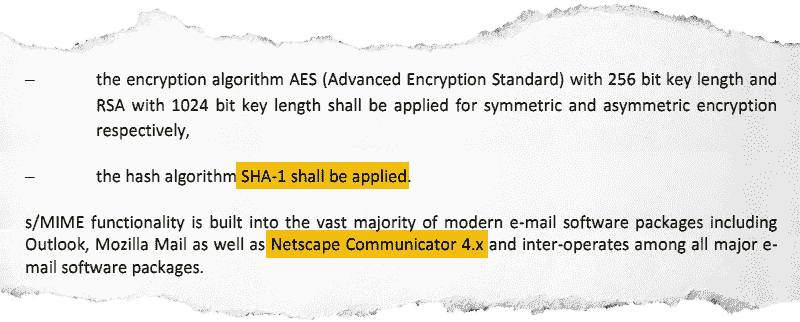 – the encryption algorithm AES (Advanced Encryption Standard) with 256 bit key length and
RSA with 1024 bit key length shall be applied for symmetric and asymmetric encryption
respectively,
– the hash algorithm SHA-1 shall be applied.
s/MIME functionality is built into the vast majority of modern e-mail software packages including
Outlook, Mozilla Mail as well as Netscape Communicator 4.x and inter-operates among all major e-
mail software packages.